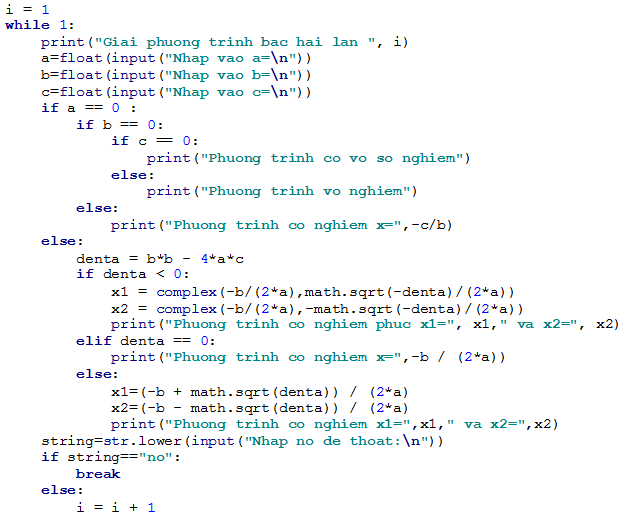 i = 1
while 1:
    print("Giai phuong trinh bac hai lan ", i)
    a=float(input("Nhap vao a=\n"))
    b=float(input("Nhap vao b=\n"))
    c=float(input("Nhap vao c=\n"))
    if a == 0 :
        if b == 0:
            if c == 0:
                print("Phuong trinh co vo so nghiem")
            else:
                print("Phuong trinh vo nghiem")
        else:
            print("Phuong trinh co nghiem x=",-c/b)
    else:
        denta = b*b - 4*a*c
        if denta < 0:
            x1 = complex(-b/(2*a),math.sqrt(-denta)/(2*a))
            x2 = complex(-b/(2*a),-math.sqrt(-denta)/(2*a))
            print("Phuong trinh co nghiem phuc x1=", x1," va x2=", x2)
        elif denta == 0:
            print("Phuong trinh co nghiem x=",-b / (2*a))
        else:
            x1=(-b + math.sqrt(denta)) / (2*a)
            x2=(-b - math.sqrt(denta)) / (2*a)
            print("Phuong trinh co nghiem x1=",x1," va x2=",x2)
    string=str.lower(input("Nhap no de thoat:\n"))
    if string=="no":
        break
    else:
        i = i + 1